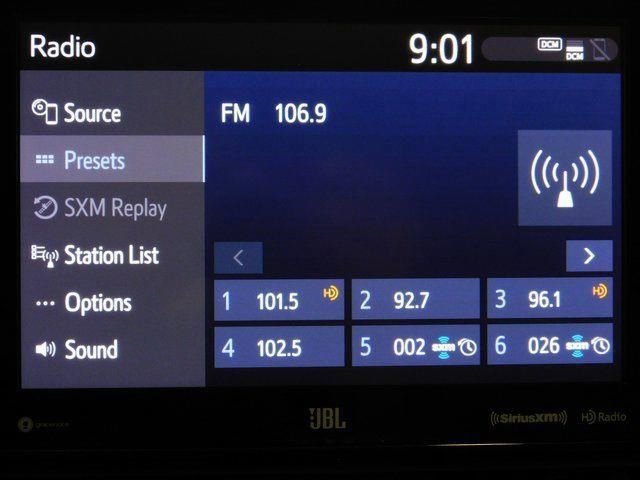 Radio 9:01 DCM DCM
Source
Presets
SXM Replay
Station List
Options
Sound
FM 106.9
< >
1 101.5 HD 2 92.7 3 96.1 HD
4 102.5 5 002 sxm 6 026 sxm
g gracenote JBL ((SiriusXM)) HD Radio